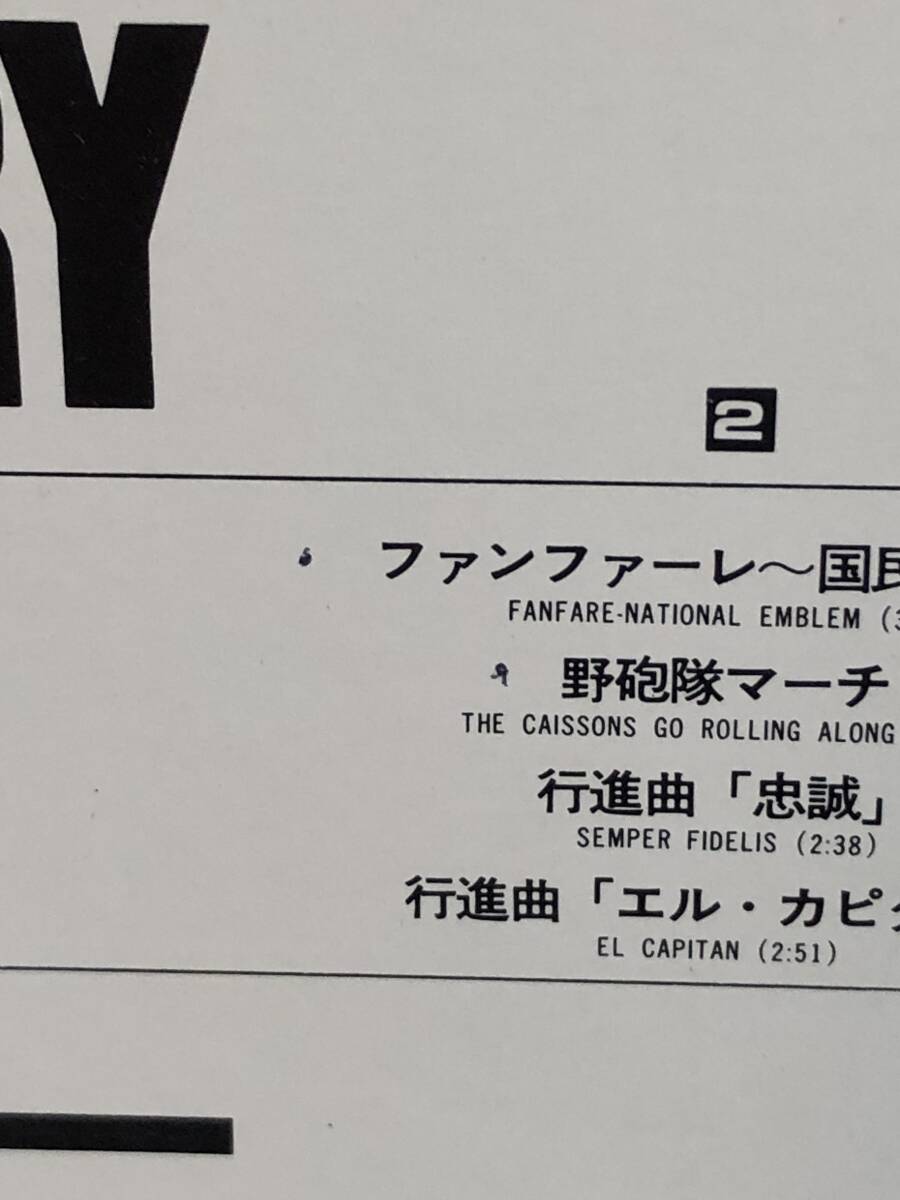 RY
2
ファンファーレ〜国民
FANFARE-NATIONAL EMBLEM (3
野砲隊マーチ
THE CAISSONS GO ROLLING ALONG
行進曲「忠誠」
SEMPER FIDELIS (2:38)
行進曲「エル・カピタ
EL CAPITAN (2:51)